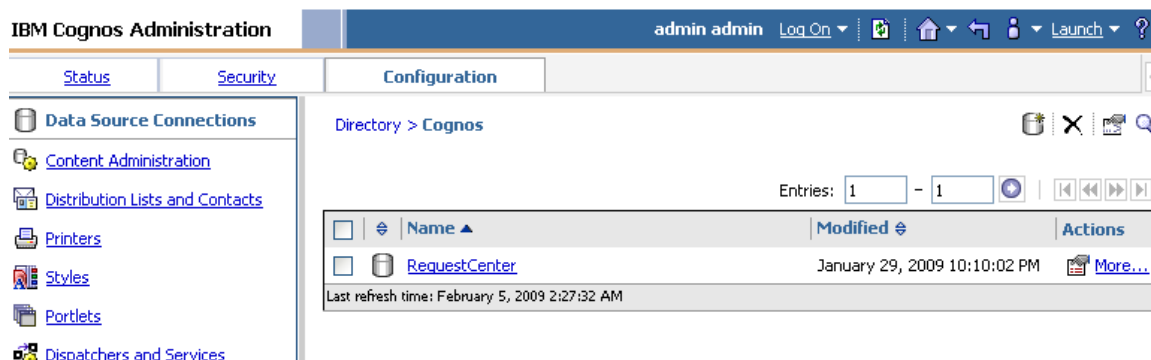 IBM Cognos Administration admin admin Log On Launch ?
Status Security Configuration
Data Source Connections
Directory > Cognos
Content Administration
Distribution Lists and Contacts
Entries: 1 - 1
Printers
Name Modified Actions
RequestCenter January 29, 2009 10:10:02 PM More...
Styles
Last refresh time: February 5, 2009 2:27:32 AM
Portlets
Dispatchers and Services